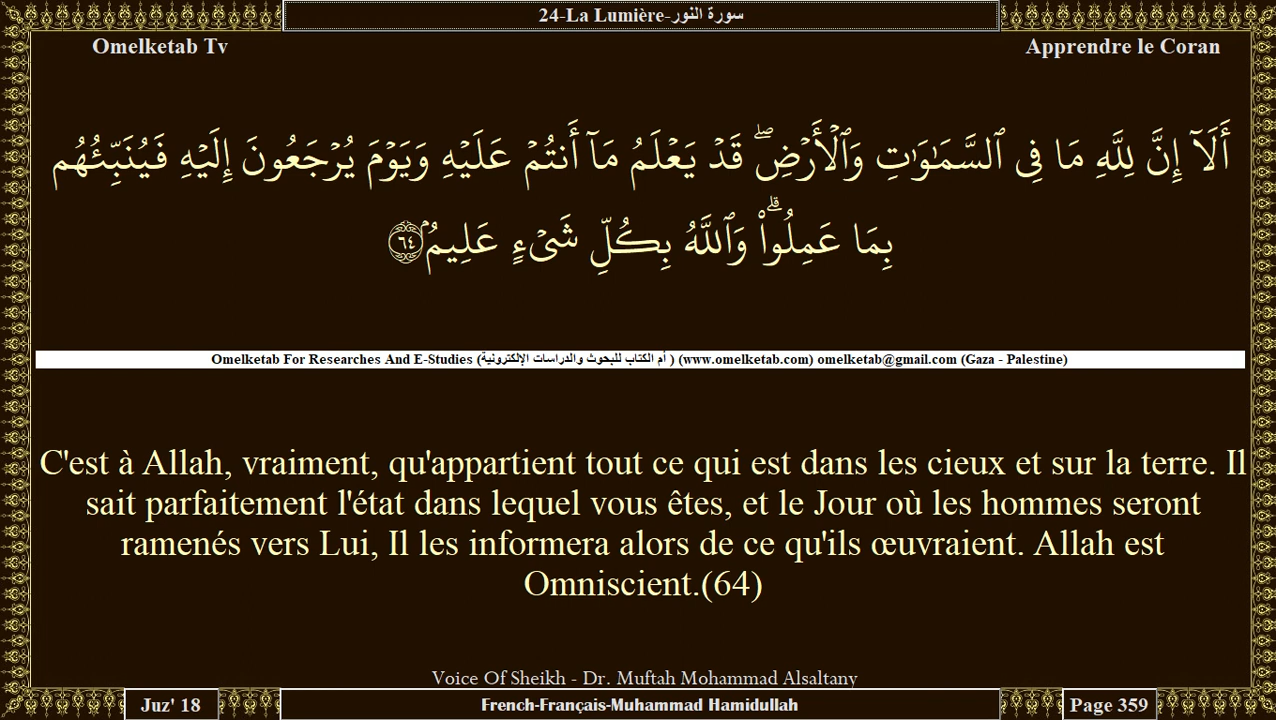 24-La Lumière-سورة النور
Omelketab Tv
Apprendre le Coran
أَلَآ إِنَّ لِلَّهِ مَا فِى ٱلسَّمَٰوَٰتِ وَٱلْأَرْضِ ۖ قَدْ يَعْلَمُ مَآ أَنتُمْ عَلَيْهِ وَيَوْمَ يُرْجَعُونَ إِلَيْهِ فَيُنَبِّئُهُم
بِمَا عَمِلُوا۟ ۗ وَٱللَّهُ بِكُلِّ شَىْءٍ عَلِيمٌۢ ٦٤
Omelketab For Researches And E-Studies (أم الكتاب للبحوث والدراسات الإلكترونية ) (www.omelketab.com) omelketab@gmail.com (Gaza - Palestine)
C'est à Allah, vraiment, qu'appartient tout ce qui est dans les cieux et sur la terre. Il
sait parfaitement l'état dans lequel vous êtes, et le Jour où les hommes seront
ramenés vers Lui, Il les informera alors de ce qu'ils œuvraient. Allah est
Omniscient.(64)
Voice Of Sheikh - Dr. Muftah Mohammad Alsaltany
Juz' 18
French-Français-Muhammad Hamidullah
Page 359